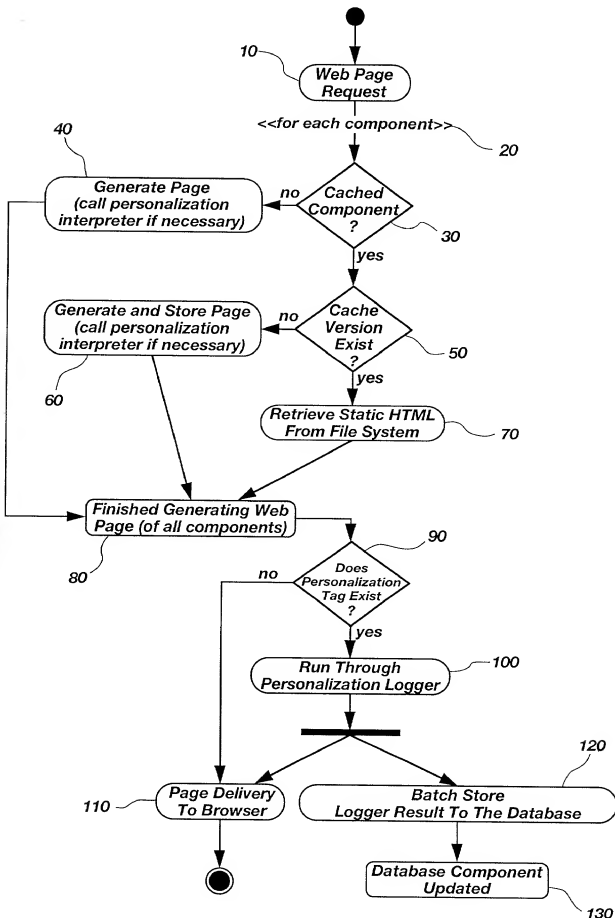 10
Web Page
Request
<<for each component>>
20
40
Generate Page
(call personalization
interpreter if necessary)
no
Cached
Component
?
30
yes
Generate and Store Page
(call personalization
interpreter if necessary)
no
Cache
Version
Exist
?
50
60
yes
Retrieve Static HTML
From File System
70
Finished Generating Web
Page (of all components)
80
90
no
Does
Personalization
Tag Exist
?
yes
Run Through
Personalization Logger
100
120
110
Page Delivery
To Browser
Batch Store
Logger Result To The Database
Database Component
Updated
130